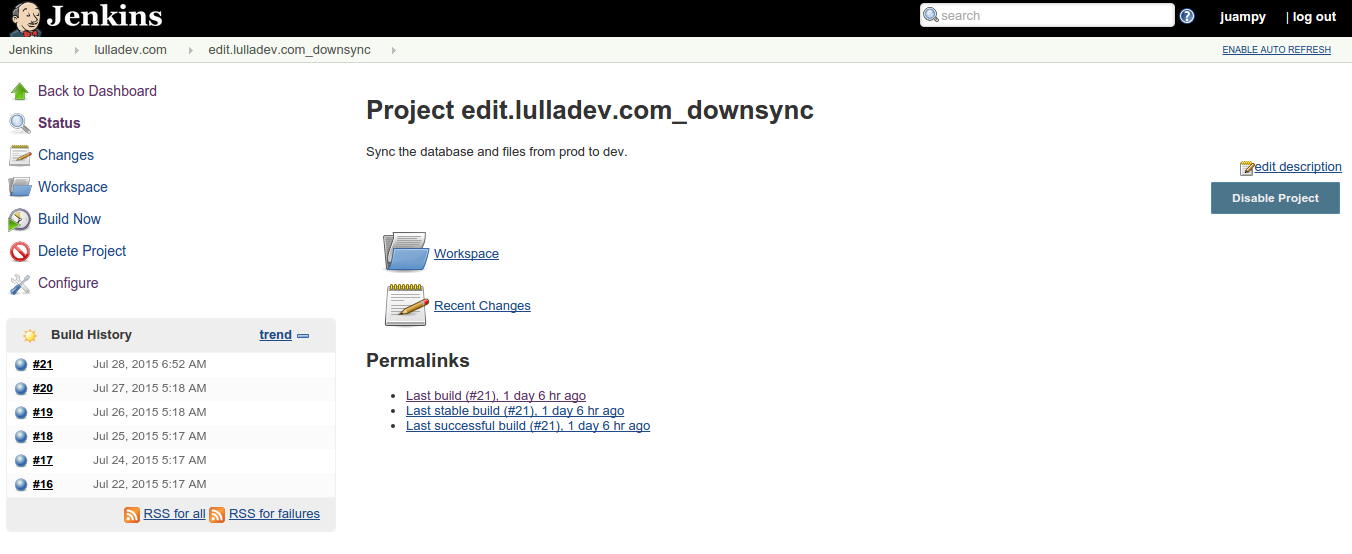 Jenkins
search
?
juampy | log out
Jenkins lulladev.com edit.lulladev.com_downsync
ENABLE AUTO REFRESH
Back to Dashboard
Status
Changes
Workspace
Build Now
Delete Project
Configure
Build History trend
#21 Jul 28, 2015 6:52 AM
#20 Jul 27, 2015 5:18 AM
#19 Jul 26, 2015 5:18 AM
#18 Jul 25, 2015 5:17 AM
#17 Jul 24, 2015 5:17 AM
#16 Jul 22, 2015 5:17 AM
RSS for all RSS for failures
Project edit.lulladev.com_downsync
Sync the database and files from prod to dev.
edit description
Disable Project
Workspace
Recent Changes
Permalinks
Last build (#21), 1 day 6 hr ago
Last stable build (#21), 1 day 6 hr ago
Last successful build (#21), 1 day 6 hr ago